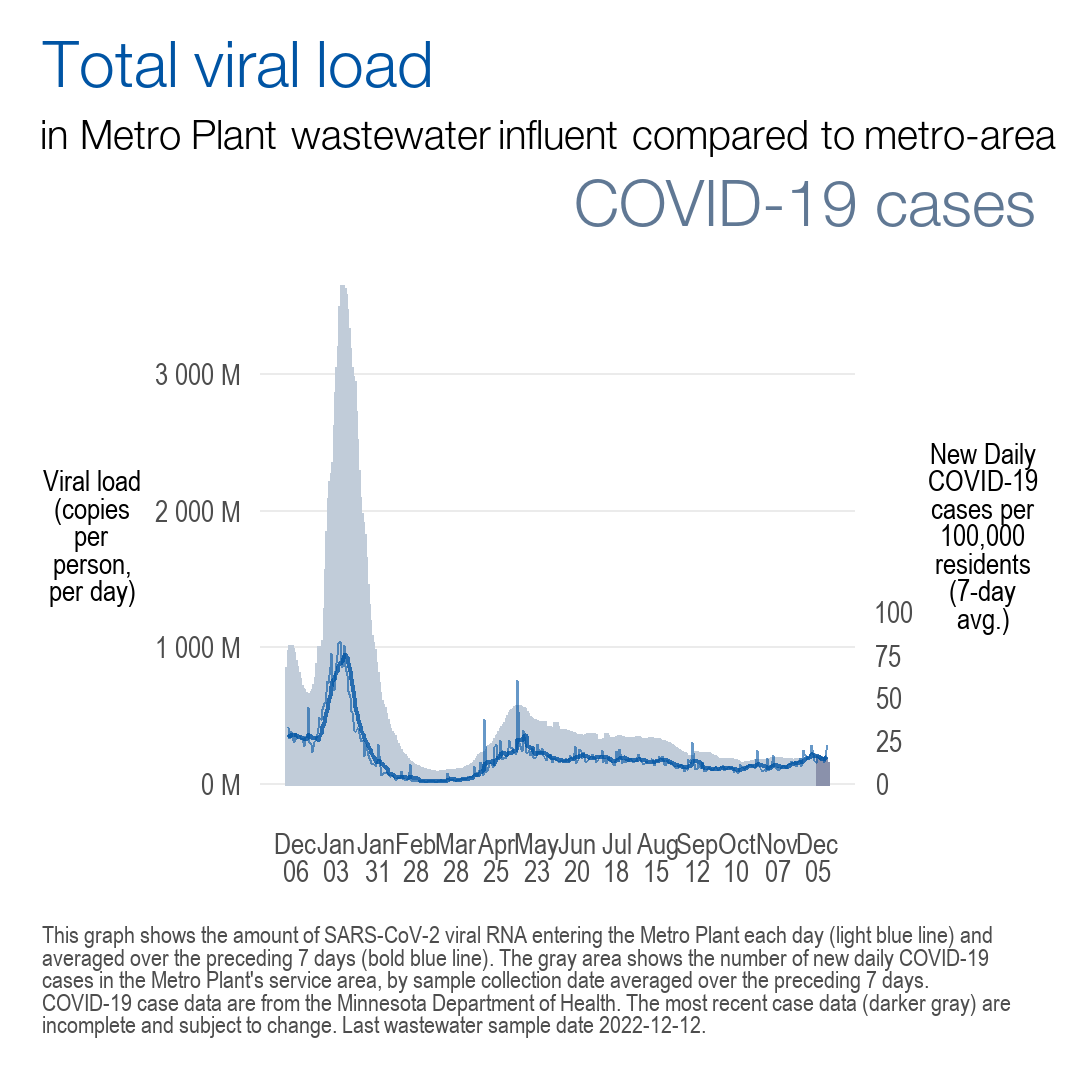 Total viral load
in Metro Plant wastewater influent compared to metro-area
COVID-19 cases
3 000 M
2 000 M
1 000 M
0 M
Viral load
(copies
per
person,
per day)
New Daily
COVID-19
cases per
100,000
residents
(7-day
avg.)
100
75
50
25
0
Dec Jan Jan Feb Mar Apr May Jun Jul Aug Sep Oct Nov Dec
06 03 31 28 28 25 23 20 18 15 12 10 07 05
This graph shows the amount of SARS-CoV-2 viral RNA entering the Metro Plant each day (light blue line) and
averaged over the preceding 7 days (bold blue line). The gray area shows the number of new daily COVID-19
cases in the Metro Plant's service area, by sample collection date averaged over the preceding 7 days.
COVID-19 case data are from the Minnesota Department of Health. The most recent case data (darker gray) are
incomplete and subject to change. Last wastewater sample date 2022-12-12.